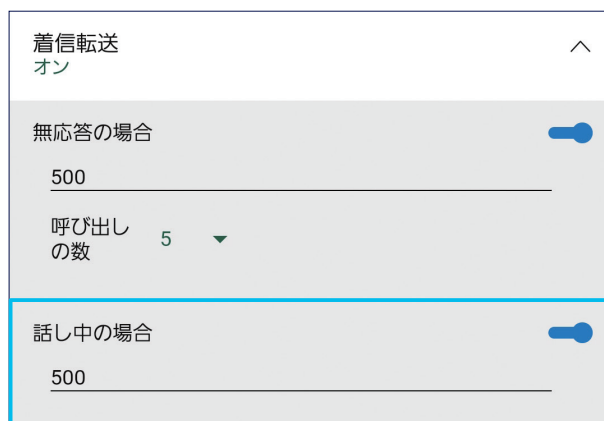 着信転送
オン
無応答の場合
500
呼び出し
の数
5
話し中の場合
500